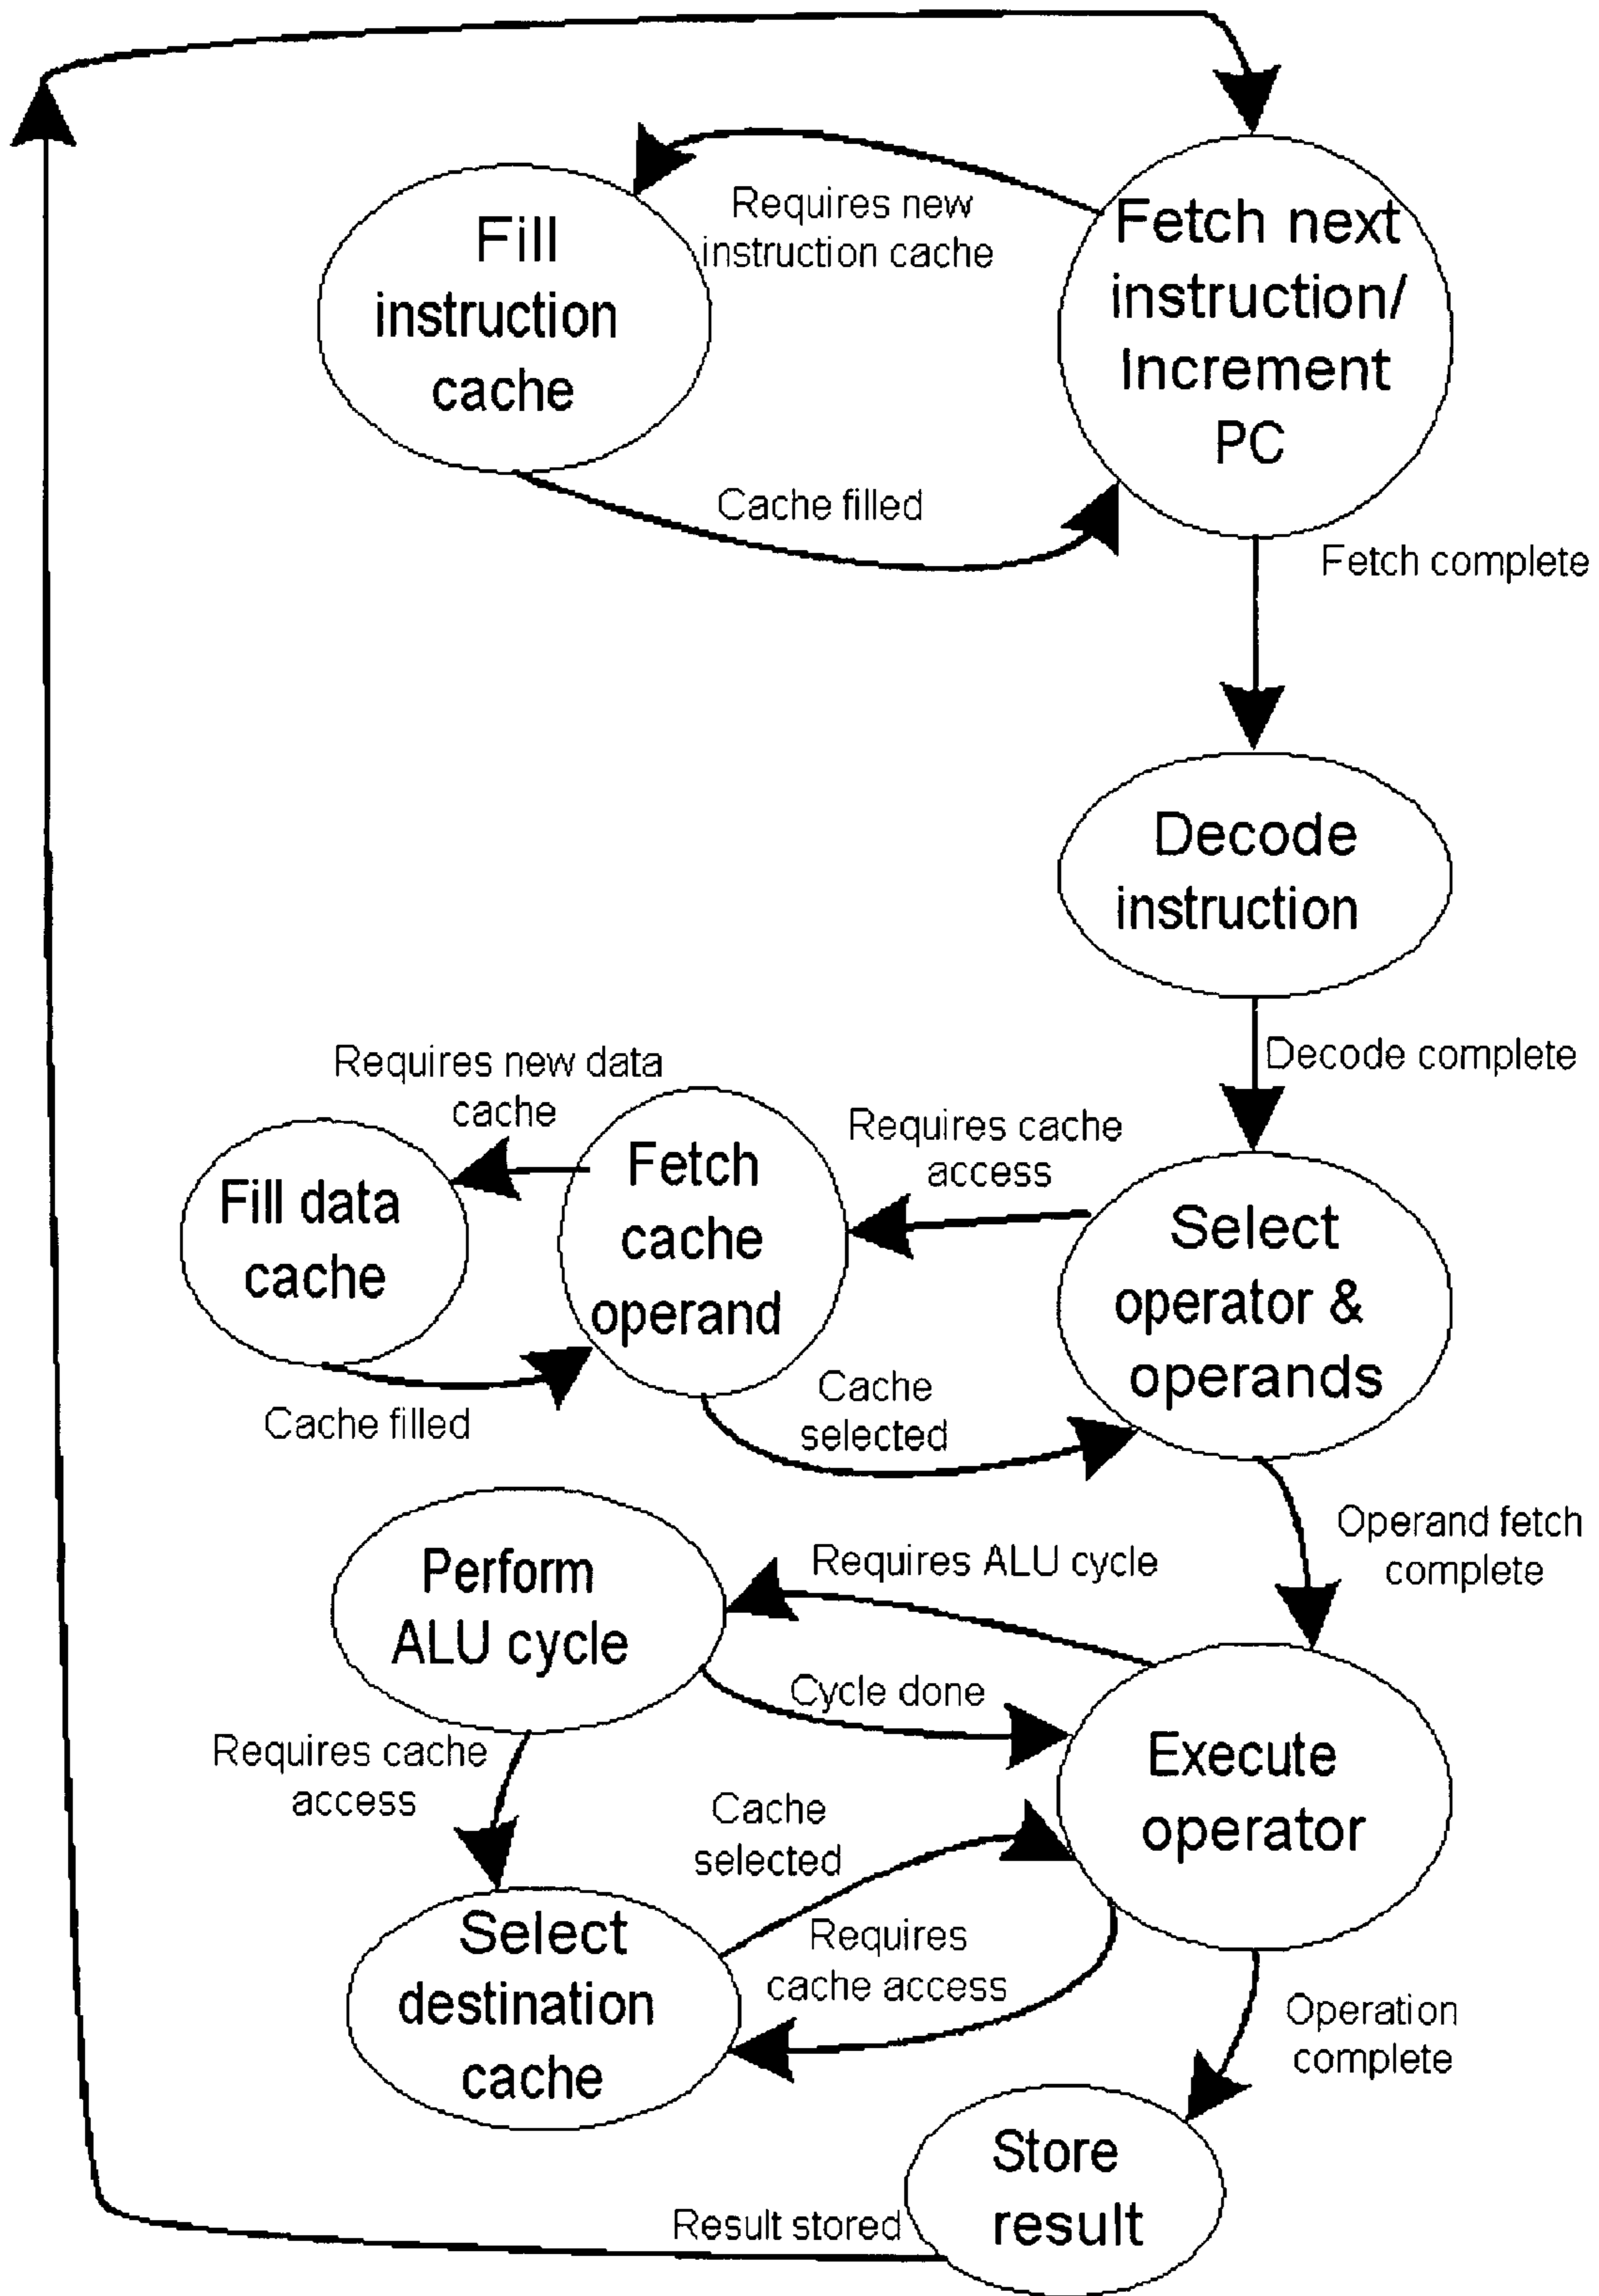 Requires new
instruction cache
Fill
instruction
cache
Fetch next
instruction/
Increment
PC
Cache filled
Fetch complete
Decode
instruction
Decode complete
Requires new data
cache
Requires cache
access
Fill data
cache
Fetch
cache
operand
Select
operator &
operands
Cache filled
Cache
selected
Operand fetch
complete
Perform
ALU cycle
Requires ALU cycle
Cycle done
Requires cache
access
Execute
operator
Cache
selected
Select
destination
cache
Requires
cache access
Operation
complete
Store
result
Result stored